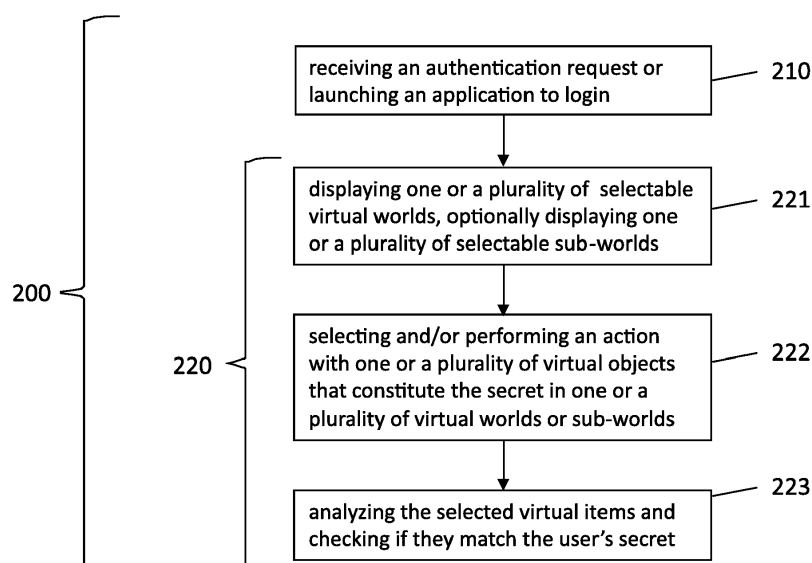 receiving an authentication request or
launching an application to login
210
displaying one or a plurality of selectable
virtual worlds, optionally displaying one
or a plurality of selectable sub-worlds
221
200
selecting and/or performing an action
with one or a plurality of virtual objects
that constitute the secret in one or a
plurality of virtual worlds or sub-worlds
222
220
analyzing the selected virtual items and
checking if they match the user's secret
223